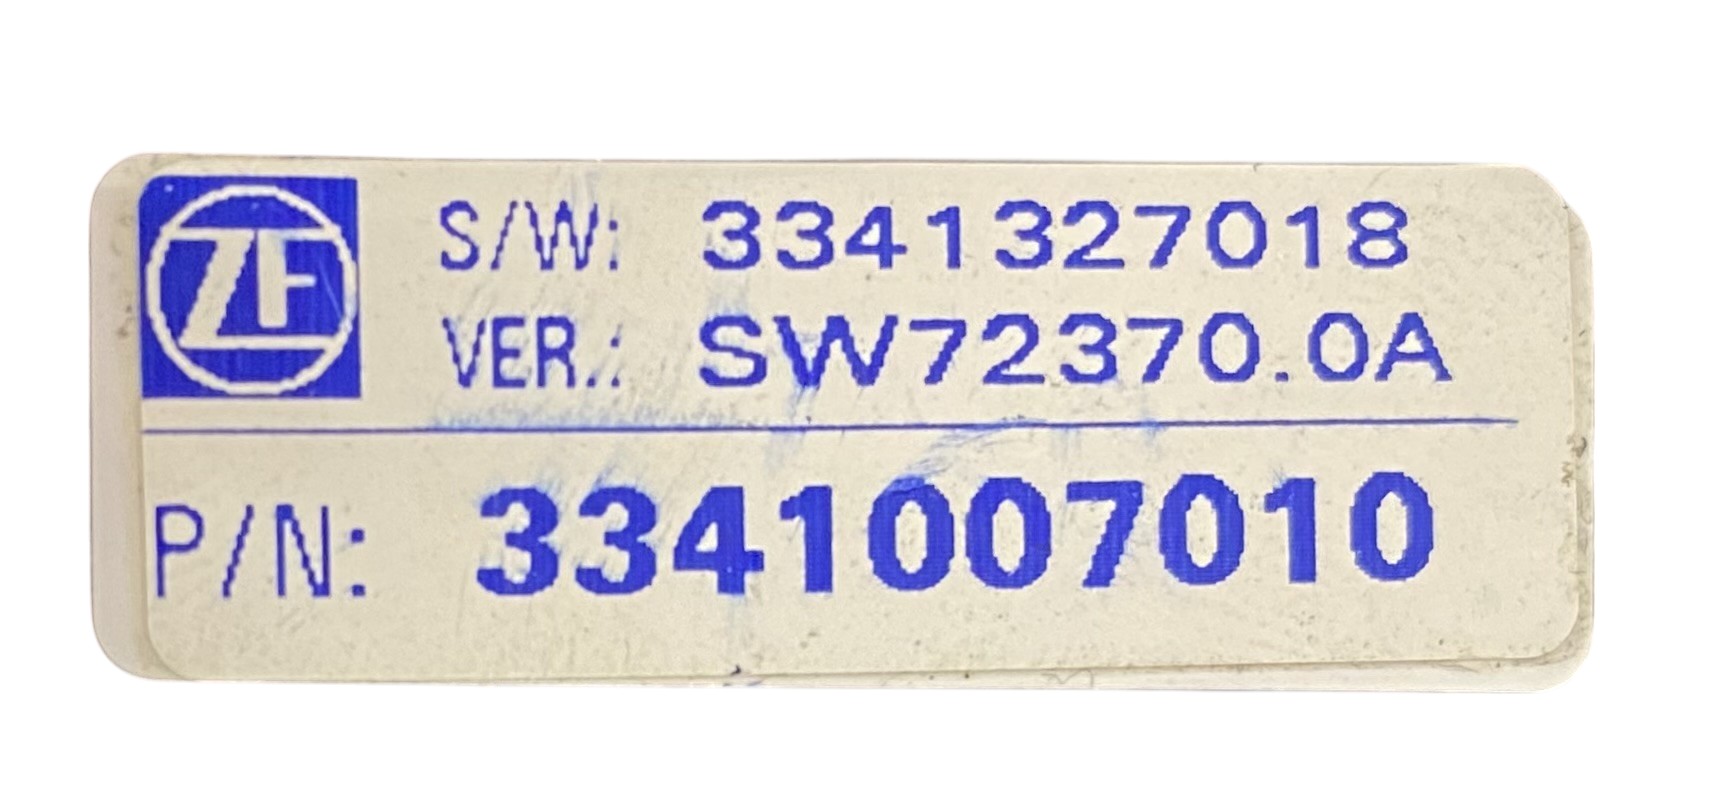 ZF
S/W: 3341327018
VER.: SW72370.0A
P/N: 3341007010